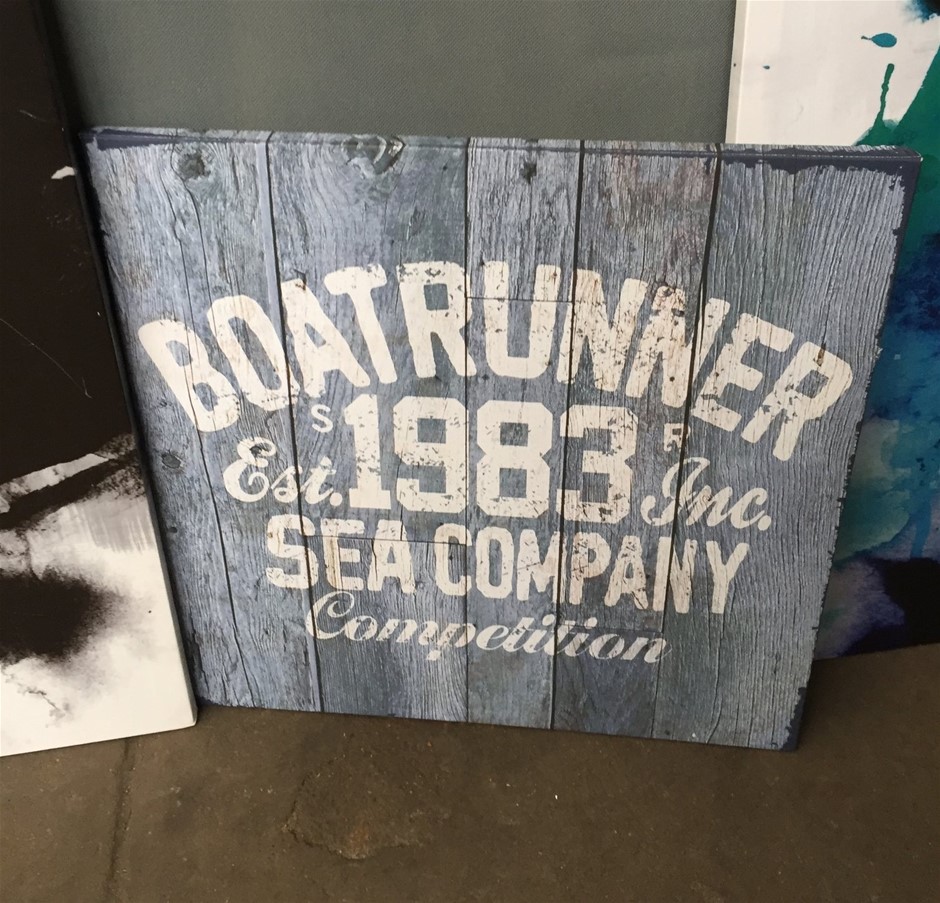 BOATRUNNER
S 1983 R
Est. Inc.
SEA COMPANY
Competition